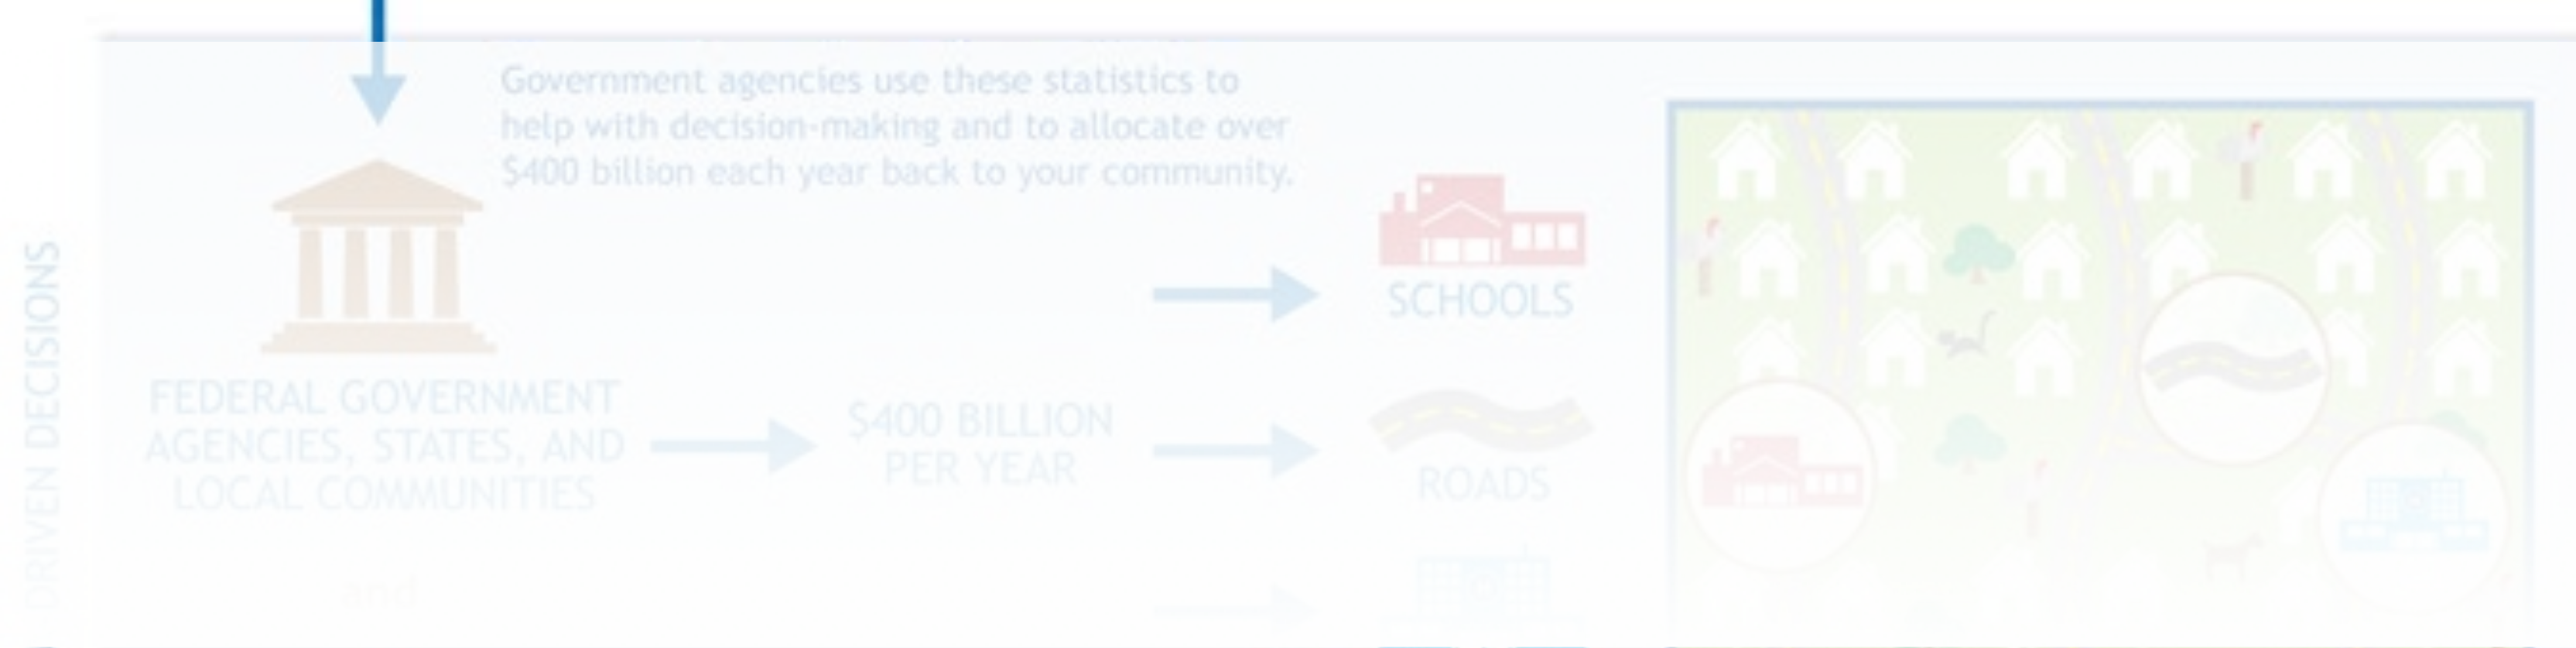 Government agencies use these statistics to
help with decision-making and to allocate over
$400 billion each year back to your community.
DRIVEN DECISIONS
SCHOOLS
FEDERAL GOVERNMENT
AGENCIES, STATES, AND
LOCAL COMMUNITIES
$400 BILLION
PER YEAR
ROADS
and